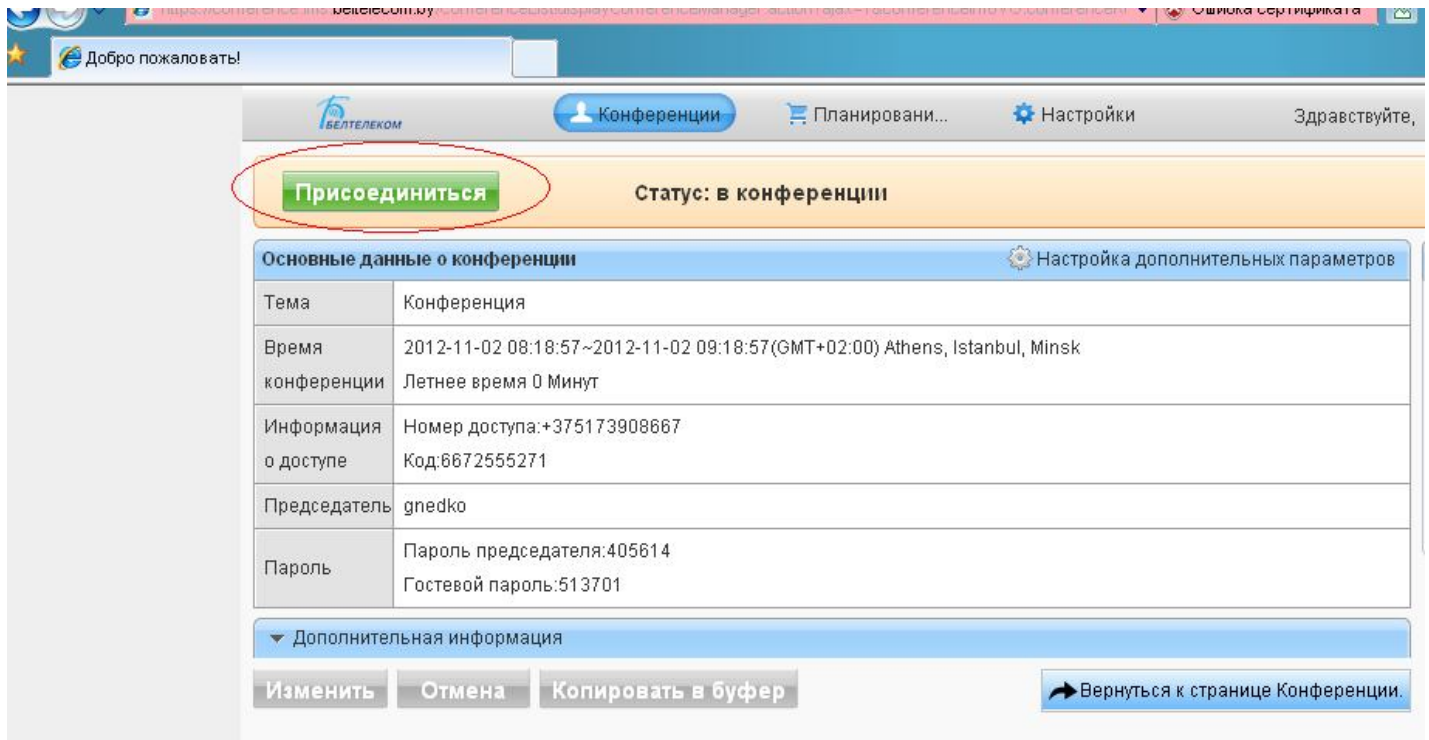 beltelecom.by
Ошибка сертификата
Добро пожаловать!
БЕЛТЕЛЕКОМ
Конференции
Планировани...
Настройки
Здравствуйте,
Присоединиться
Статус: в конференции
Основные данные о конференции
Настройка дополнительных параметров
Тема
Конференция
Время
конференции
2012-11-02 08:18:57~2012-11-02 09:18:57(GMT+02:00) Athens, Istanbul, Minsk
Летнее время 0 Минут
Информация
о доступе
Номер доступа:+375173908667
Код:6672555271
Председатель
gnedko
Пароль
Пароль председателя:405614
Гостевой пароль:513701
Дополнительная информация
Изменить
Отмена
Копировать в буфер
Вернуться к странице Конференции.